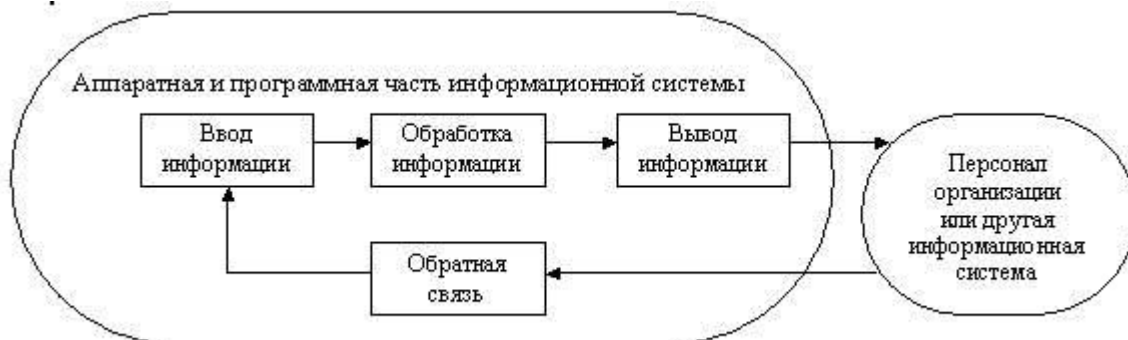 Аппаратная и программная часть информационной системы
Ввод
информации
Обработка
информации
Вывод
информации
Персонал
организации
или другая
информационная
система
Обратная
связь